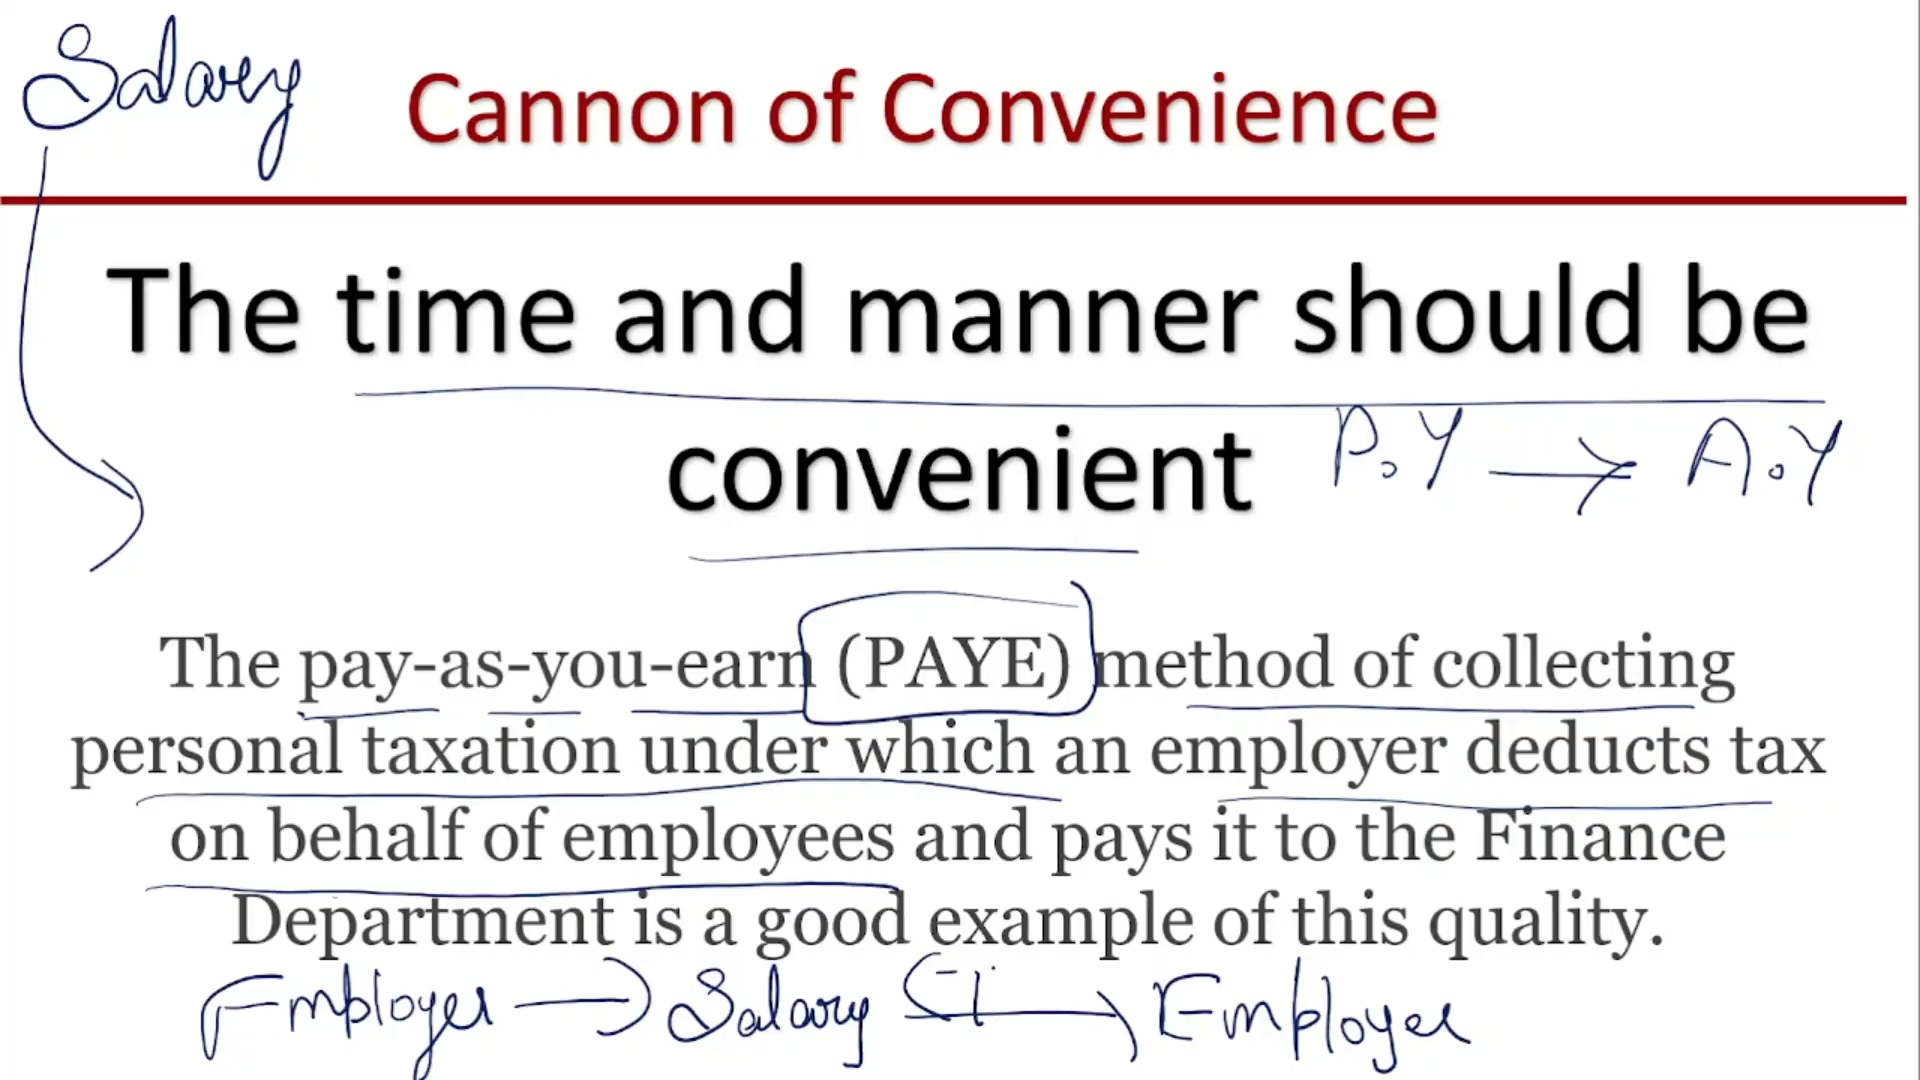 Salary
Cannon of Convenience
The time and manner should be
convenient
P.Y → A.Y
The pay-as-you-earn (PAYE) method of collecting
personal taxation under which an employer deducts tax
on behalf of employees and pays it to the Finance
Department is a good example of this quality.
Employer → Salary → Employee